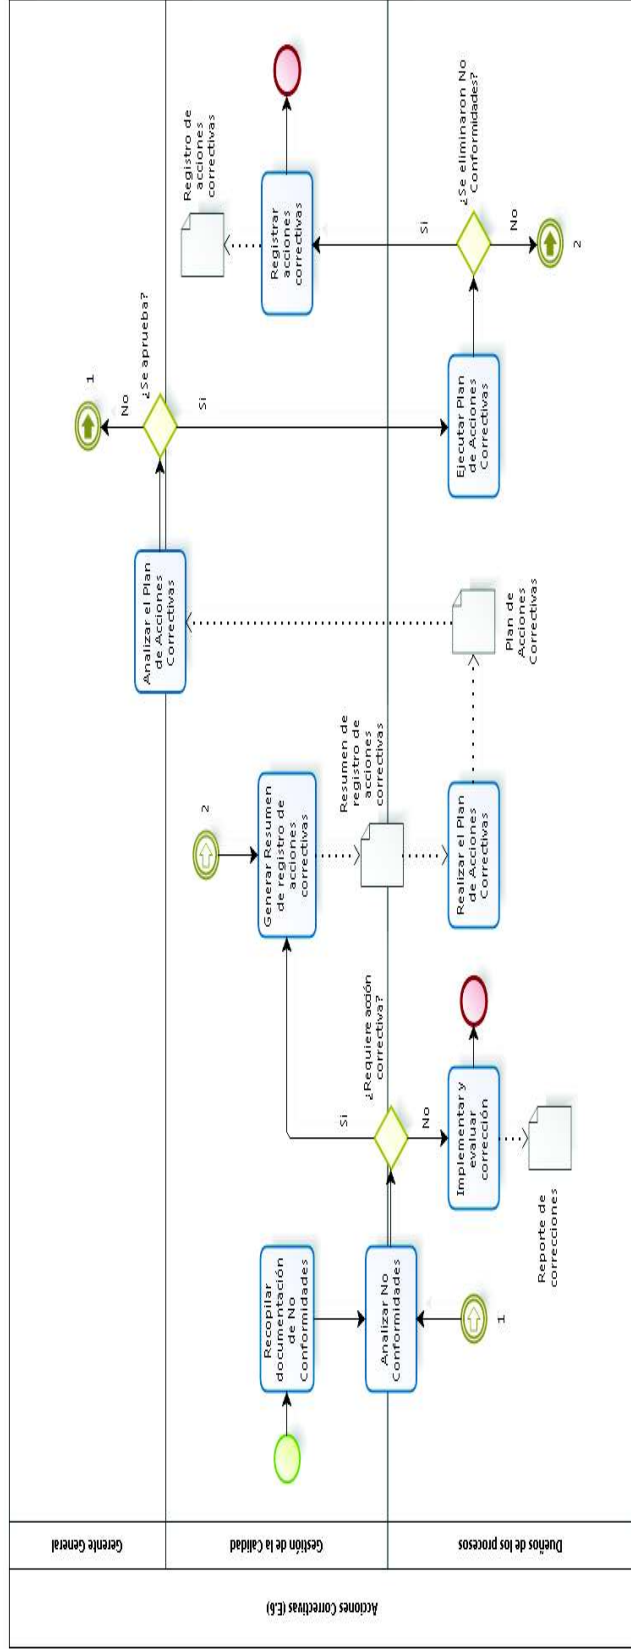 Acciones Correctivas (E.6)
Gerente General
Gestión de la Calidad
Dueños de los procesos
Recopilar
documentación
de No
Conformidades
Analizar No
Conformidades
1
¿Requiere acción
correctiva?
Si
No
Implementar y
evaluar
corrección
Reporte de
correcciones
2
Generar Resumen
de registro de
acciones
correctivas
Resumen de
registro de
acciones
correctivas
Realizar el Plan
de Acciones
Correctivas
Plan de
Acciones
Correctivas
Analizar el Plan
de Acciones
Correctivas
¿Se aprueba?
No
1
Si
Ejecutar Plan
de Acciones
Correctivas
¿Se eliminaron No
Conformidades?
Si
No
2
Registrar
acciones
correctivas
Registro de
acciones
correctivas